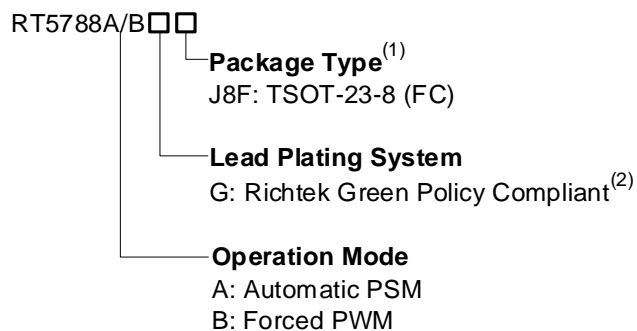 RT5788A/B□□
Package Type(1)
J8F: TSOT-23-8 (FC)
Lead Plating System
G: Richtek Green Policy Compliant(2)
Operation Mode
A: Automatic PSM
B: Forced PWM